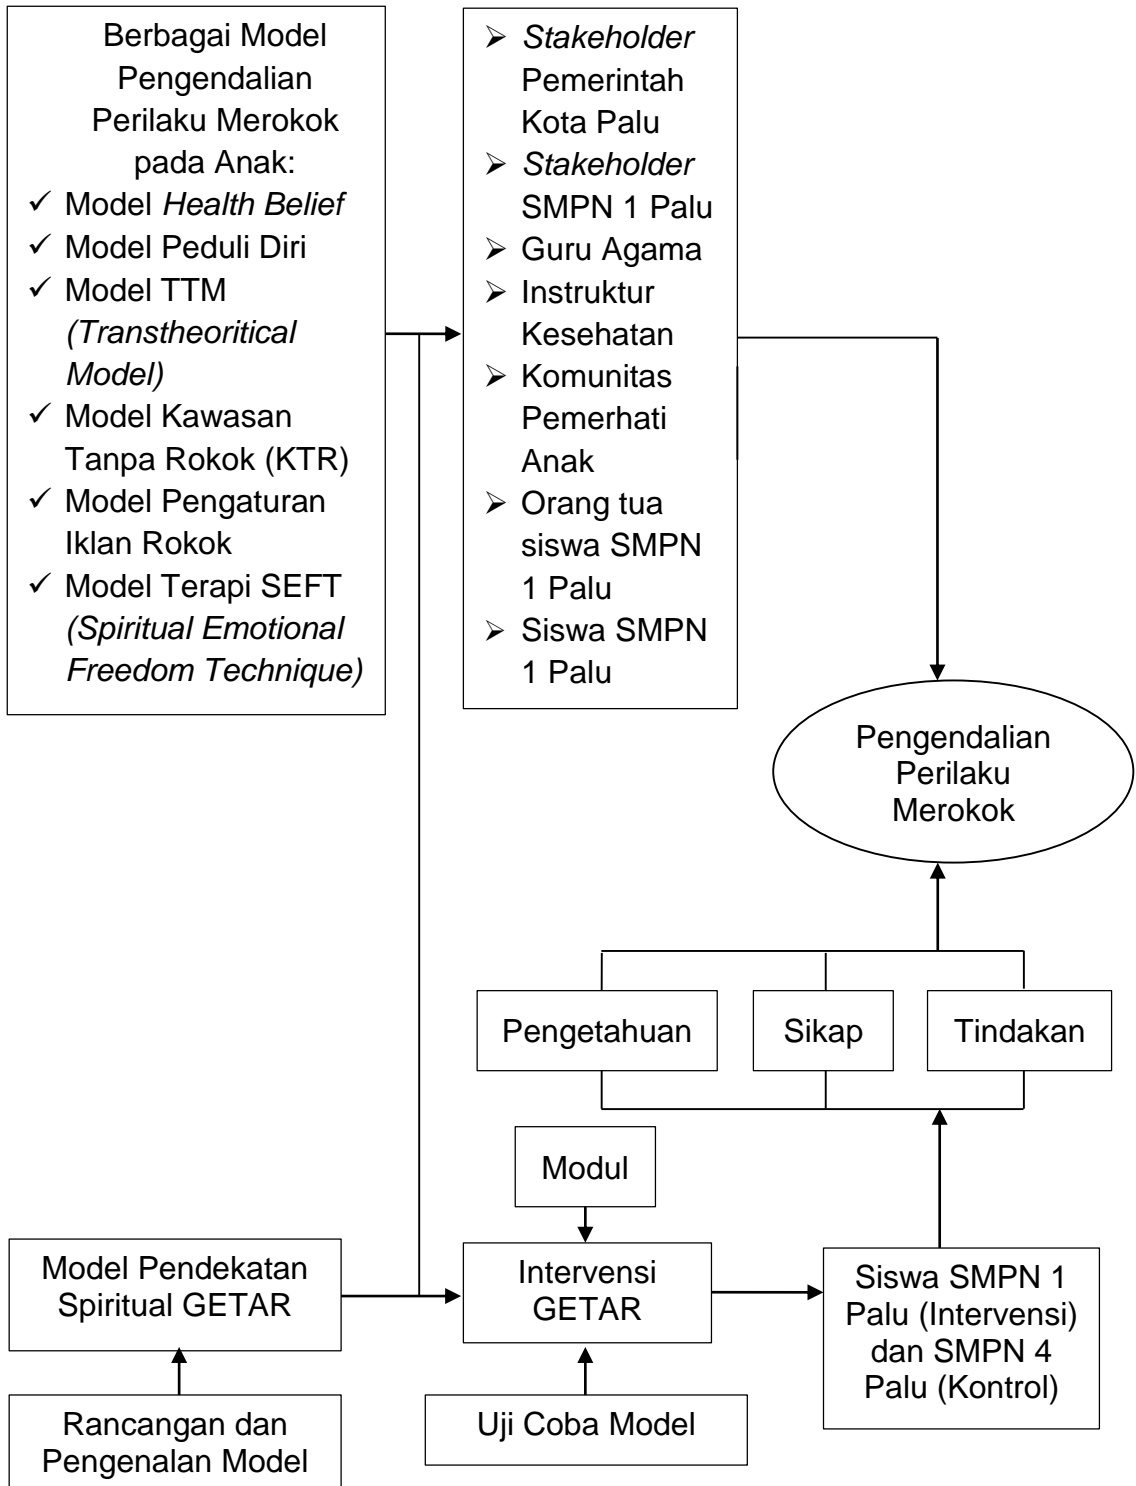 Berbagai Model
Pengendalian
Perilaku Merokok
pada Anak:
✓ Model Health Belief
✓ Model Peduli Diri
✓ Model TTM
(Transtheoritical
Model)
✓ Model Kawasan
Tanpa Rokok (KTR)
✓ Model Pengaturan
Iklan Rokok
✓ Model Terapi SEFT
(Spiritual Emotional
Freedom Technique)
➢ Stakeholder
Pemerintah
Kota Palu
➢ Stakeholder
SMPN 1 Palu
➢ Guru Agama
➢ Instruktur
Kesehatan
➢ Komunitas
Pemerhati
Anak
➢ Orang tua
siswa SMPN
1 Palu
➢ Siswa SMPN
1 Palu
Pengendalian
Perilaku
Merokok
Pengetahuan
Sikap
Tindakan
Modul
Model Pendekatan
Spiritual GETAR
Intervensi
GETAR
Siswa SMPN 1
Palu (Intervensi)
dan SMPN 4
Palu (Kontrol)
Rancangan dan
Pengenalan Model
Uji Coba Model